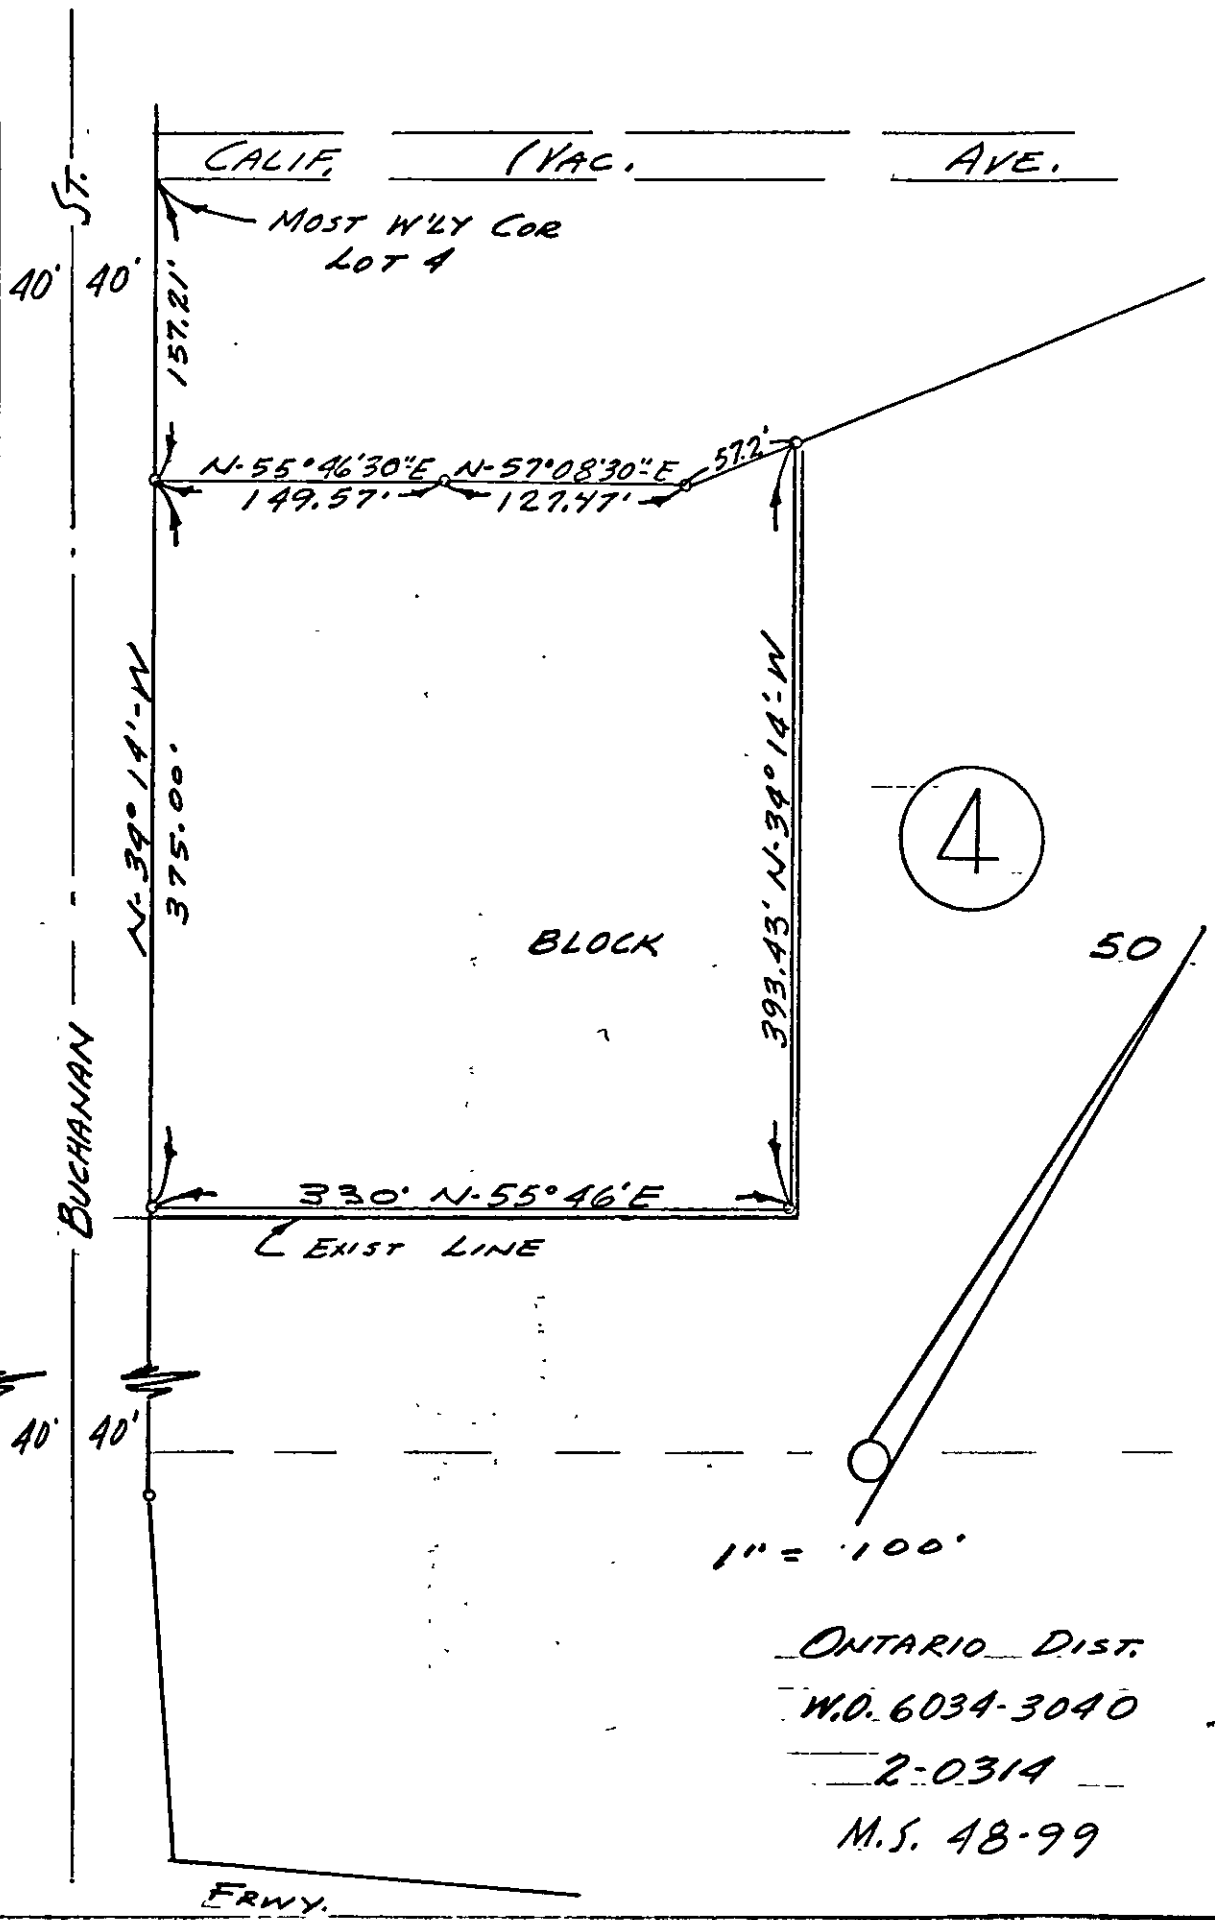 CALIF. (VAC. AVE.
ST.
MOST W'LY COR
LOT 4
40' 40'
157.21'
N-55°46'30"E N-57°08'30"-E 57.2'
149.57' 127.47'
N-34° 14'-W
375.00'
393.43' N-34° 14'-W
4
BLOCK
50
BUCHANAN
330' N-55° 46' E
EXIST LINE
40' 40'
1" = 100'
ONTARIO DIST.
W.O. 6034-3040
2-0314
M.S. 48-99
FRWY.